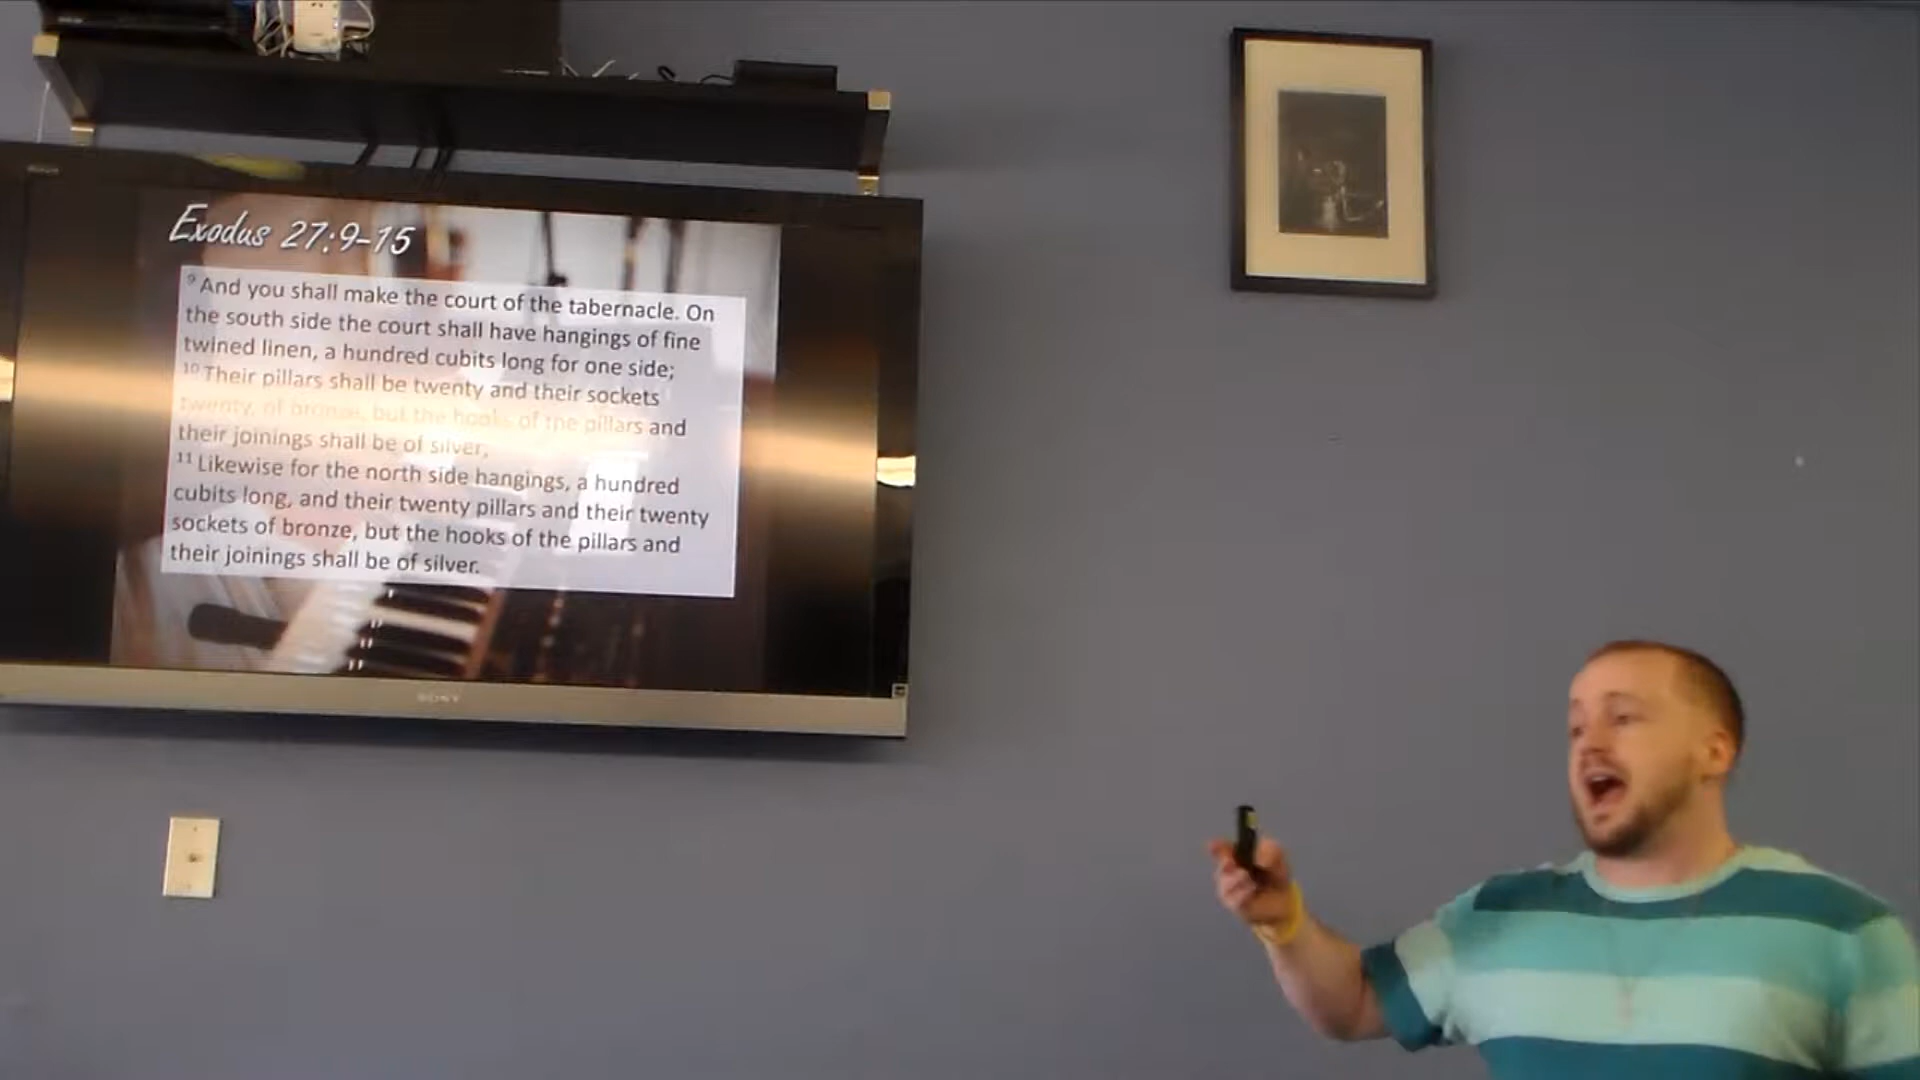 Exodus 27:9-15
9 And you shall make the court of the tabernacle. On
the south side the court shall have hangings of fine
twined linen, a hundred cubits long for one side;
10 Their pillars shall be twenty and their sockets
twenty, of bronze, but the hooks of the pillars and
their joinings shall be of silver;
11 Likewise for the north side hangings, a hundred
cubits long, and their twenty pillars and their twenty
sockets of bronze, but the hooks of the pillars and
their joinings shall be of silver.
SONY